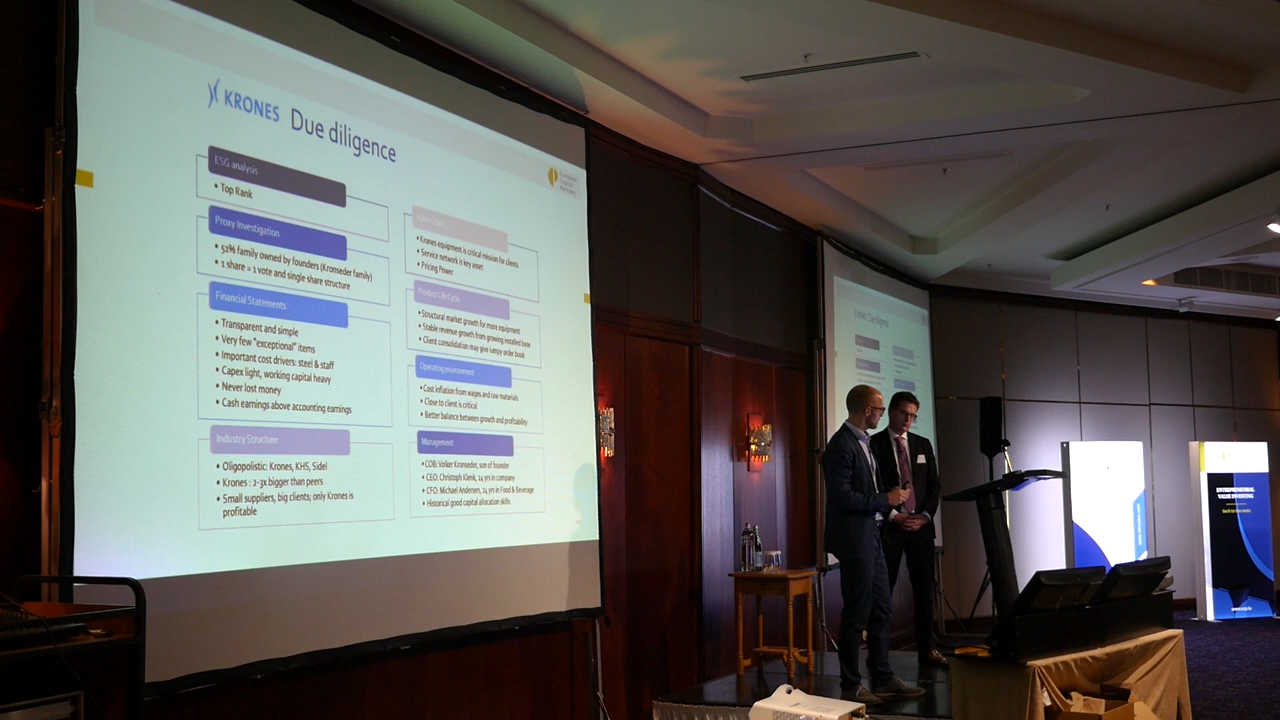 KRONES
Due diligence
ESG analysis
• Top Rank
Proxy Investigation
• 51% family owned by founders (Kronseder family)
• 1 share = 1 vote and single share structure
Financial Statements
• Transparent and simple
• Very few "exceptional" items
• Important cost drivers: steel & staff
• Capex light, working capital heavy
• Never lost money
• Cash earnings above accounting earnings
Industry Structure
• Oligopolistic: Krones, KHS, Sidel
• Krones : 2-3x bigger than peers
• Small suppliers, big clients; only Krones is
profitable
• Krones equipment is critical mission for clients
• Service network is key asset
• Pricing Power
Product Life Cycle
• Structural market growth for more equipment
• Stable revenue growth from growing installed base
• Client consolidation may give lumpy order book
Operating environment
• Cost inflation from wages and raw materials
• Close to client is critical
• Better balance between growth and profitability
Management
• COB: Volker Kronseder, son of founder
• CEO: Christoph Klenk, 24 yrs in company
• CFO: Michael Andersen, 24 yrs in Food & Beverage
• Historical good capital allocation skills
Due diligence
ENTREPRENEURIAL
VALUE INVESTING